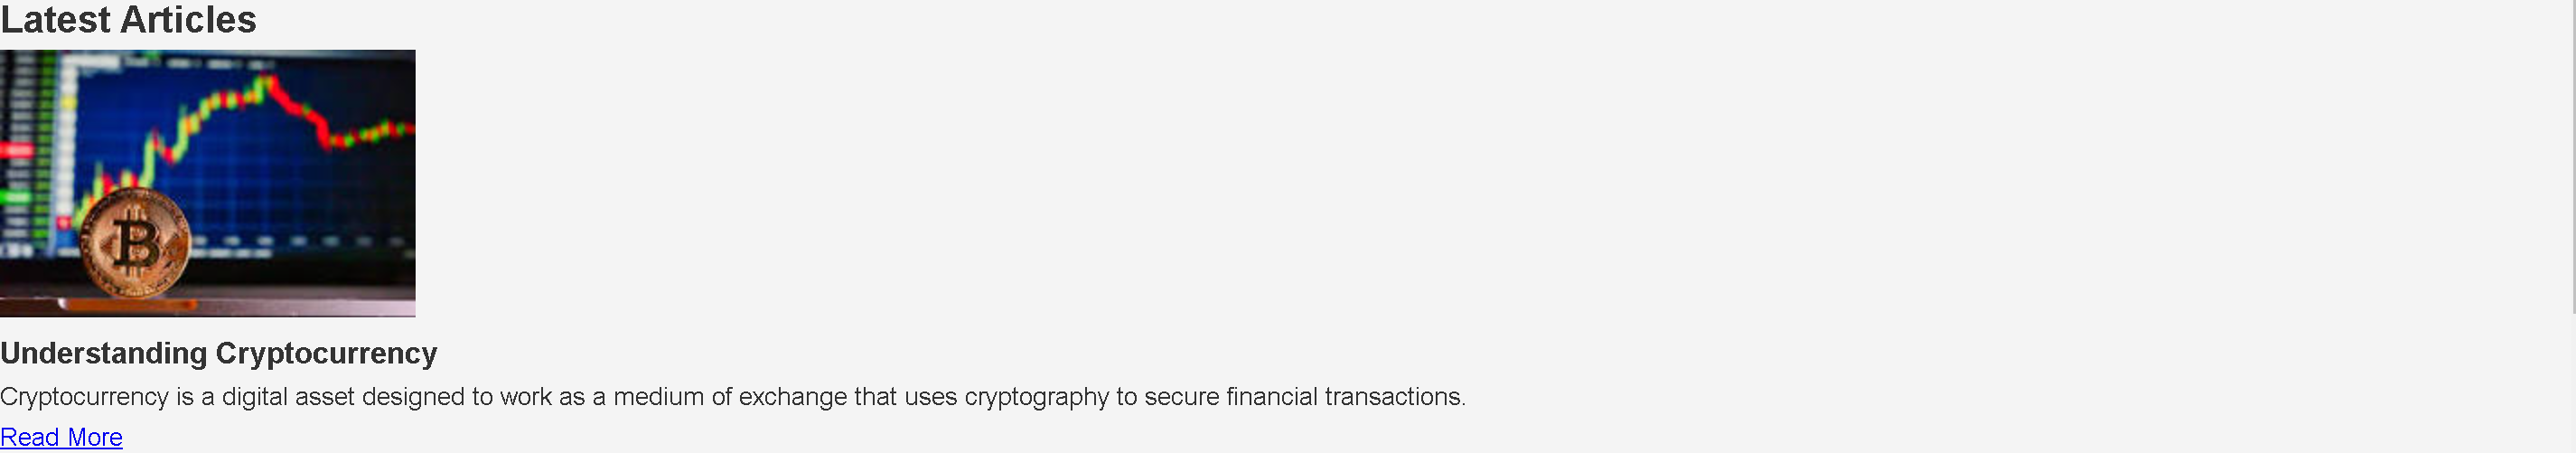 Latest Articles
Understanding Cryptocurrency
Cryptocurrency is a digital asset designed to work as a medium of exchange that uses cryptography to secure financial transactions.
Read More